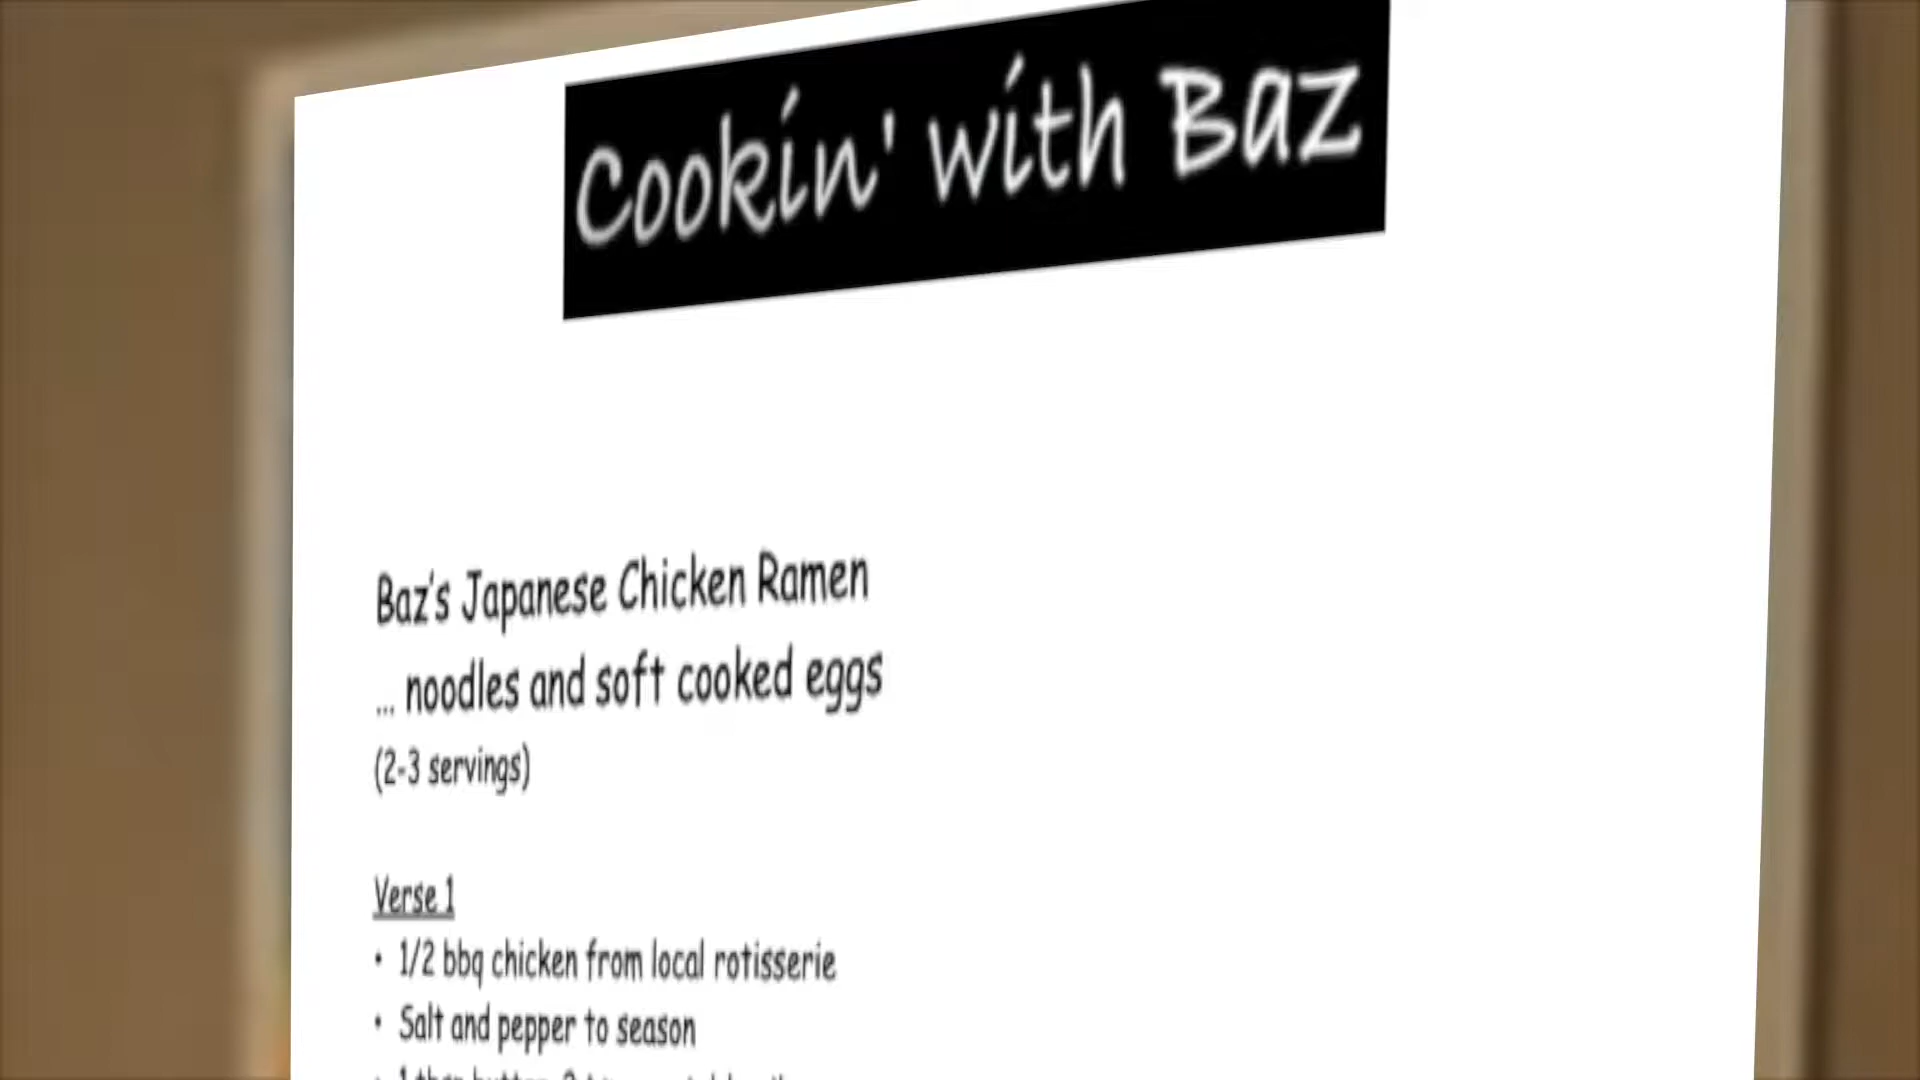 Cookin' with Baz
Baz's Japanese Chicken Ramen
... noodles and soft cooked eggs
(2-3 servings)
Verse 1
• 1/2 bbq chicken from local rotisserie
• Salt and pepper to season